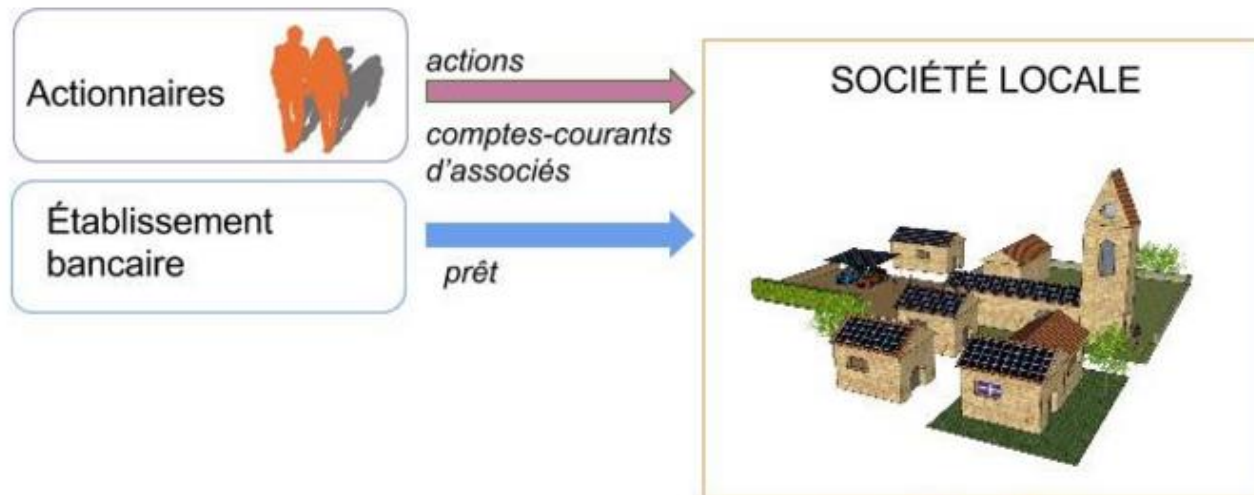 Actionnaires
actions
comptes-courants
d'associés
Établissement
bancaire
prêt
SOCIÉTÉ LOCALE